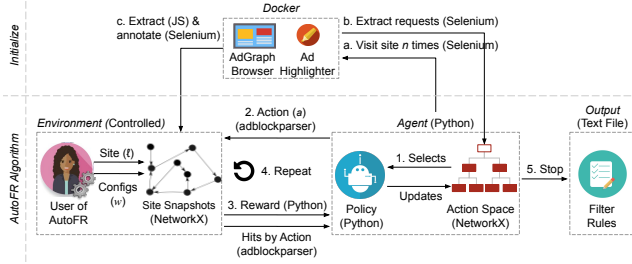 Initialize
Docker
c. Extract (JS) &
annotate (Selenium)
AdGraph
Browser
Ad
Highlighter
b. Extract requests (Selenium)
a. Visit site n times (Selenium)
AutoFR Algorithm
Environment (Controlled)
Site (ℓ)
Configs
(w)
User of
AutoFR
Site Snapshots
(NetworkX)
2. Action (a)
(adblockparser)
4. Repeat
3. Reward (Python)
Hits by Action
(adblockparser)
Agent (Python)
1. Selects
Updates
Policy
(Python)
Action Space
(NetworkX)
5. Stop
Output
(Text File)
Filter
Rules